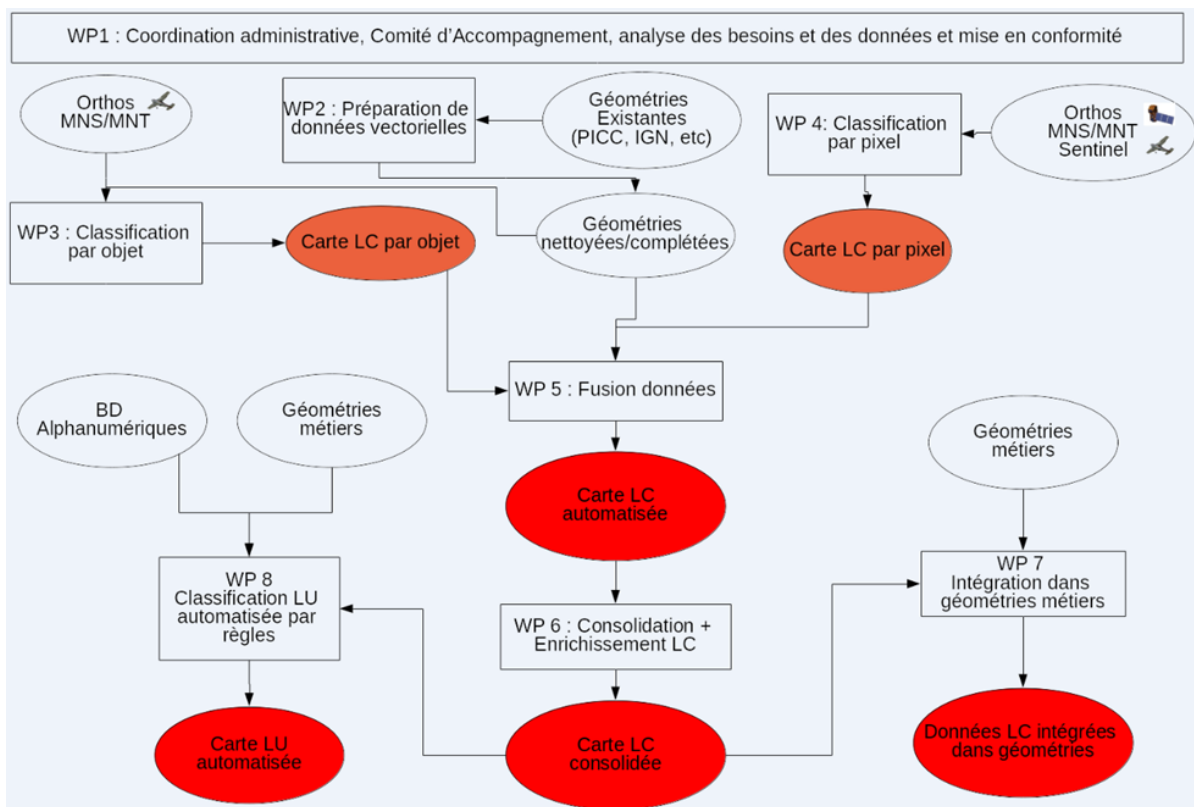 WP1 : Coordination administrative, Comité d'Accompagnement, analyse des besoins et des données et mise en conformité
Orthos
MNS/MNT
WP2 : Préparation de
données vectorielles
Géométries
Existantes
(PICC, IGN, etc)
WP 4: Classification
par pixel
Orthos
MNS/MNT
Sentinel
WP3 : Classification
par objet
Carte LC par objet
Géométries
nettoyées/complétées
Carte LC par pixel
WP 5 : Fusion données
BD
Alphanumériques
Géométries
métiers
Géométries
métiers
Carte LC
automatisée
WP 8
Classification LU
automatisée par
règles
WP 6 : Consolidation +
Enrichissement LC
WP 7
Intégration dans
géométries métiers
Carte LU
automatisée
Carte LC
consolidée
Données LC intégrées
dans géométries